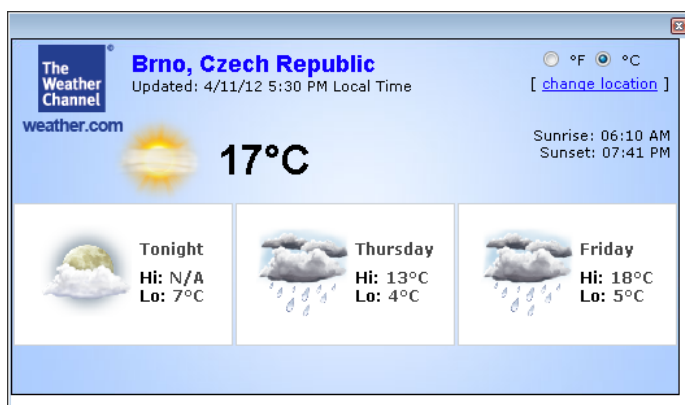 The
Weather
Channel
weather.com
Brno, Czech Republic
Updated: 4/11/12 5:30 PM Local Time
°F °C
[ change location ]
17°C
Sunrise: 06:10 AM
Sunset: 07:41 PM
Tonight
Hi: N/A
Lo: 7°C
Thursday
Hi: 13°C
Lo: 4°C
Friday
Hi: 18°C
Lo: 5°C